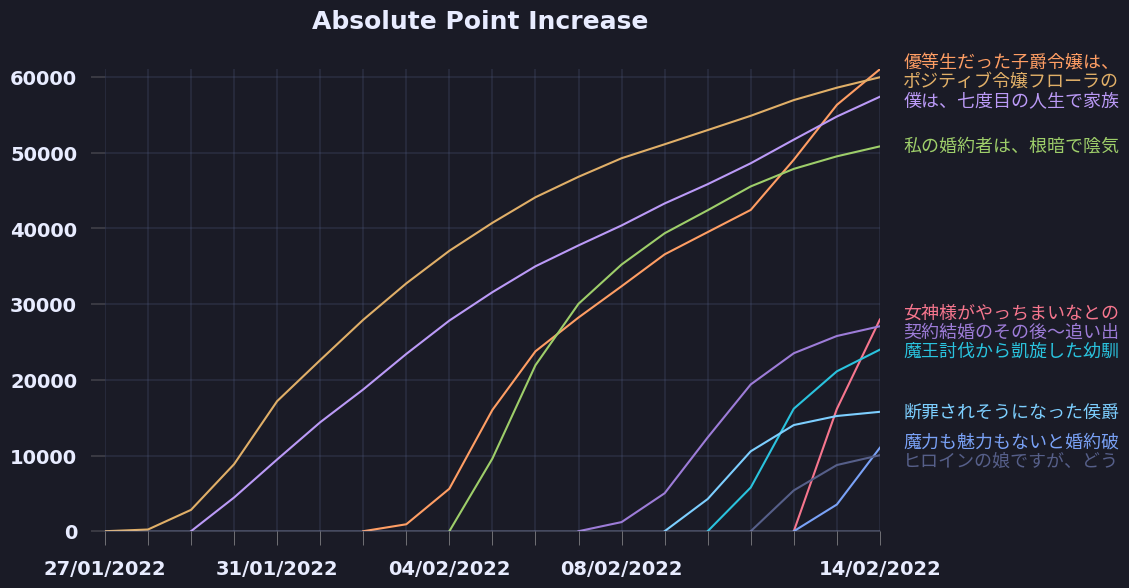 Absolute Point Increase
60000
50000
40000
30000
20000
10000
0
27/01/2022
31/01/2022
04/02/2022
08/02/2022
14/02/2022
優等生だった子爵令嬢は、
ポジティブ令嬢フローラの
僕は、七度目の人生で家族
私の婚約者は、根暗で陰気
女神様がやっちまいなとの
契約結婚のその後〜追い出
魔王討伐から凱旋した幼馴
断罪されそうになった侯爵
魔力も魅力もないと婚約破
ヒロインの娘ですが、どう